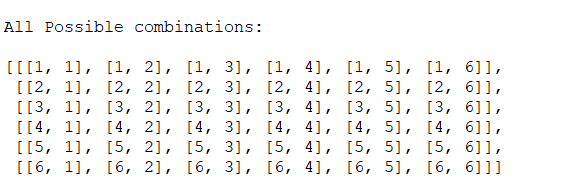 All Possible combinations:
[[[1, 1], [1, 2], [1, 3], [1, 4], [1, 5], [1, 6]],
[[2, 1], [2, 2], [2, 3], [2, 4], [2, 5], [2, 6]],
[[3, 1], [3, 2], [3, 3], [3, 4], [3, 5], [3, 6]],
[[4, 1], [4, 2], [4, 3], [4, 4], [4, 5], [4, 6]],
[[5, 1], [5, 2], [5, 3], [5, 4], [5, 5], [5, 6]],
[[6, 1], [6, 2], [6, 3], [6, 4], [6, 5], [6, 6]]]